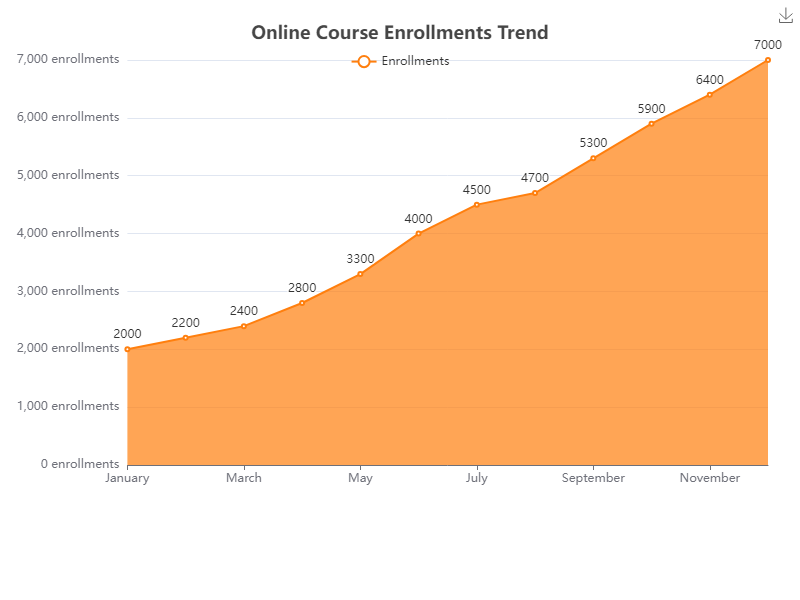 Online Course Enrollments Trend
Enrollments
7,000 enrollments
6,000 enrollments
5,000 enrollments
4,000 enrollments
3,000 enrollments
2,000 enrollments
1,000 enrollments
0 enrollments
2000
2200
2400
2800
3300
4000
4500
4700
5300
5900
6400
7000
January
March
May
July
September
November